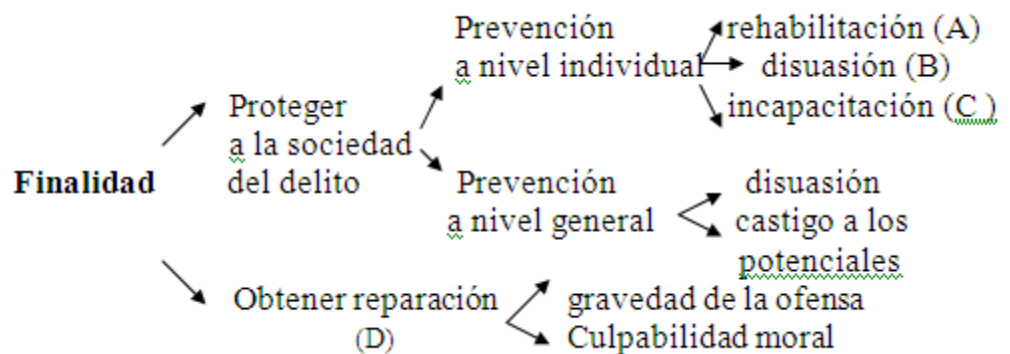 Prevención
a nivel individual
rehabilitación (A)
disuasión (B)
incapacitación (C )
Proteger
a la sociedad
del delito
Finalidad
Prevención
a nivel general
disuasión
castigo a los
potenciales
Obtener reparación
(D)
gravedad de la ofensa
Culpabilidad moral